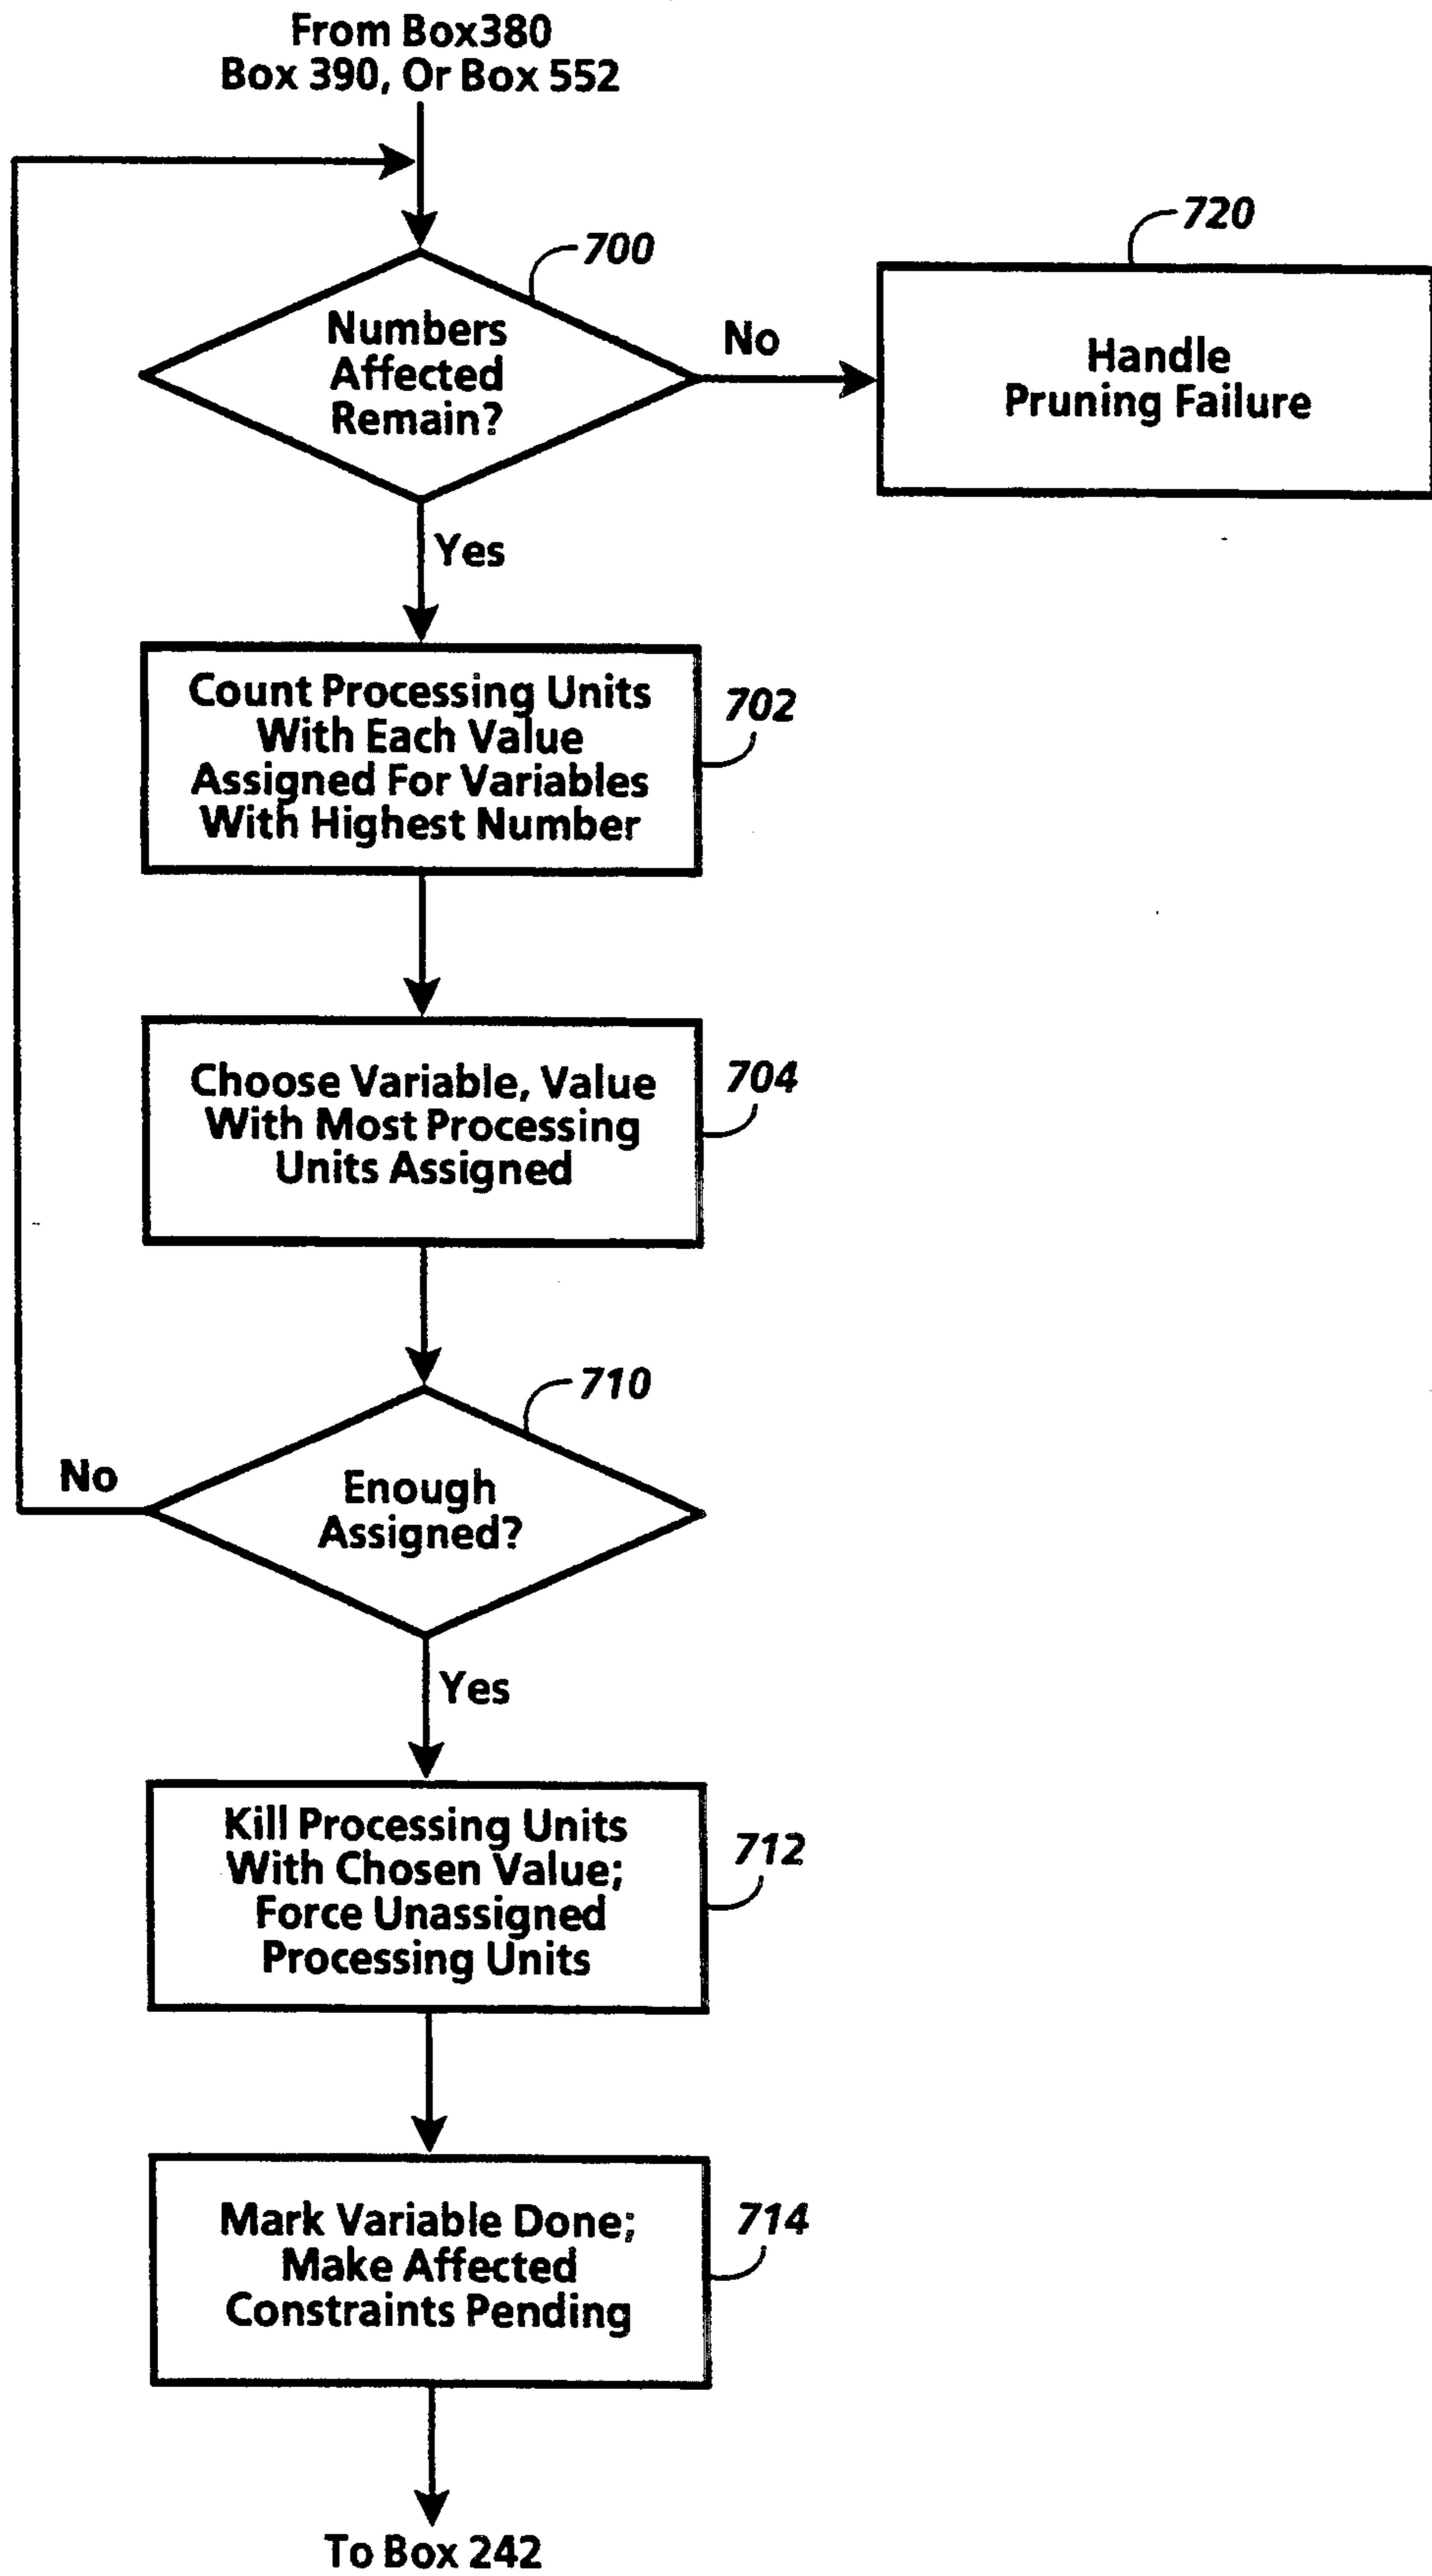 From Box380
Box 390, Or Box 552
700
Numbers
Affected
Remain?
No
720
Handle
Pruning Failure
Yes
Count Processing Units
With Each Value
Assigned For Variables
With Highest Number
702
Choose Variable, Value
With Most Processing
Units Assigned
704
710
Enough
Assigned?
No
Yes
Kill Processing Units
With Chosen Value;
Force Unassigned
Processing Units
712
Mark Variable Done;
Make Affected
Constraints Pending
714
To Box 242